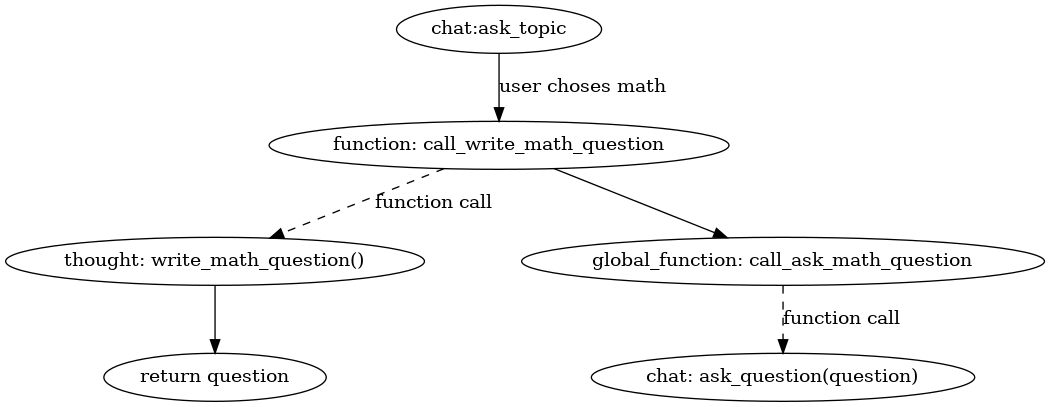 chat:ask_topic
user choses math
function: call_write_math_question
function call
thought: write_math_question()
global_function: call_ask_math_question
function call
return question
chat: ask_question(question)